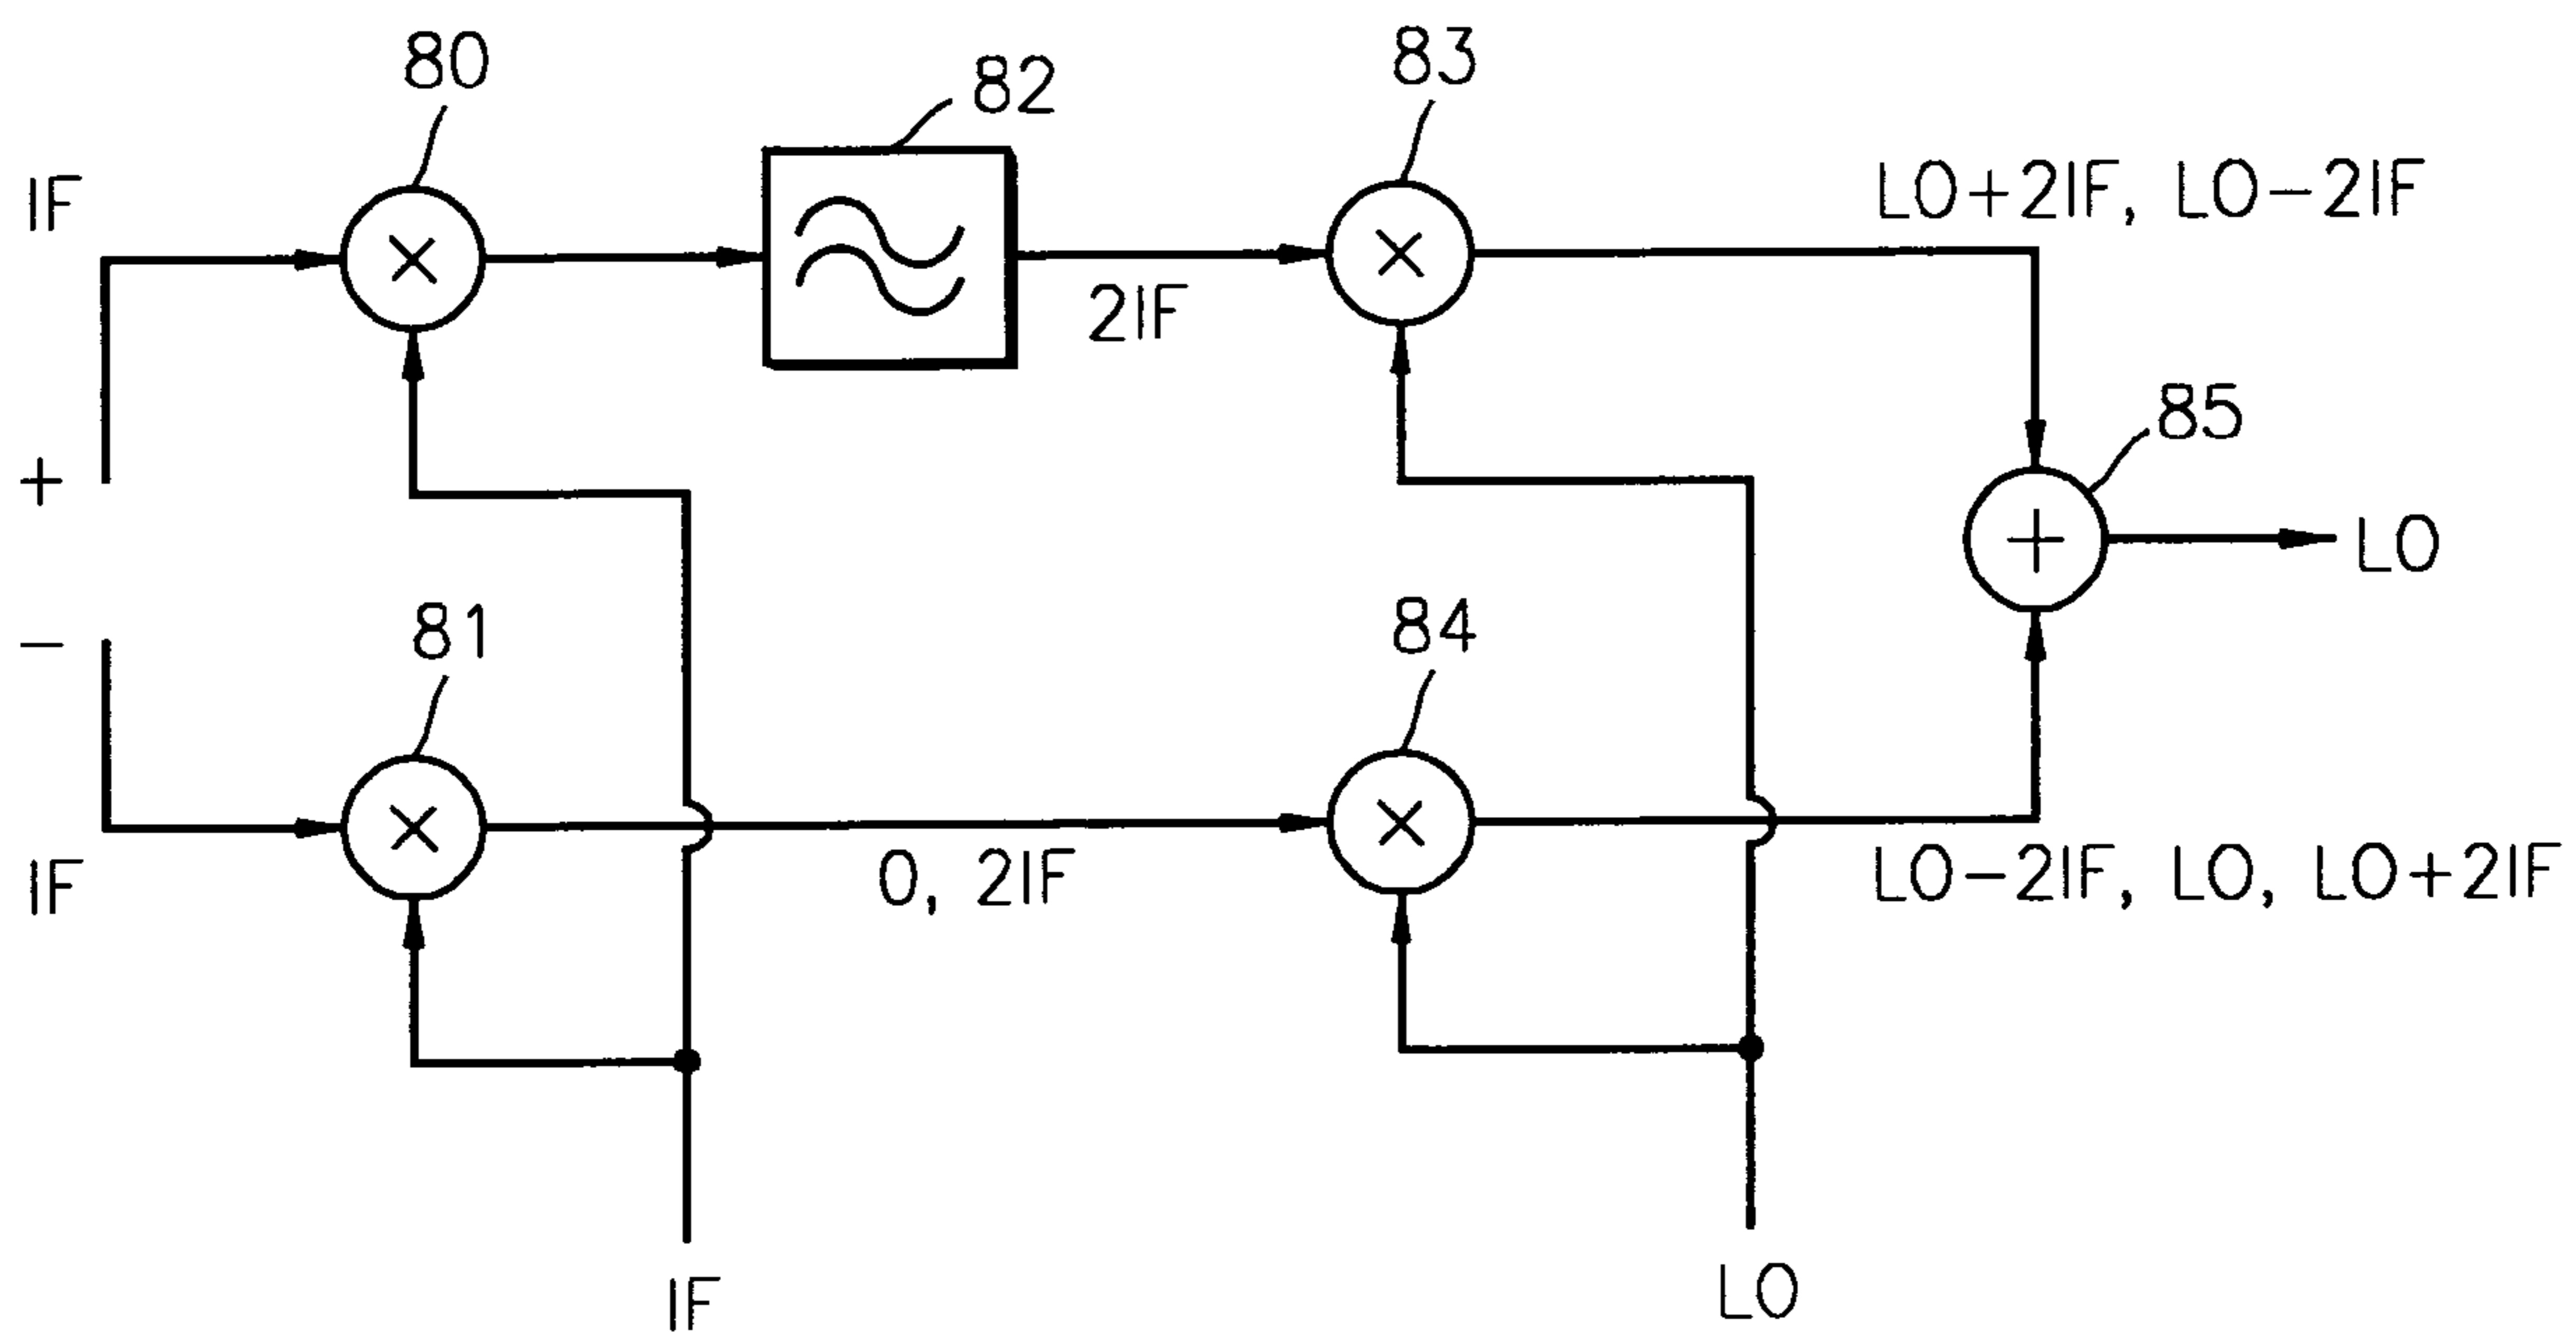 80
82
83
IF
LO+2IF, LO-2IF
2IF
85
+
+
LO
-
81
84
IF
0, 2IF
LO-2IF, LO, LO+2IF
IF
LO